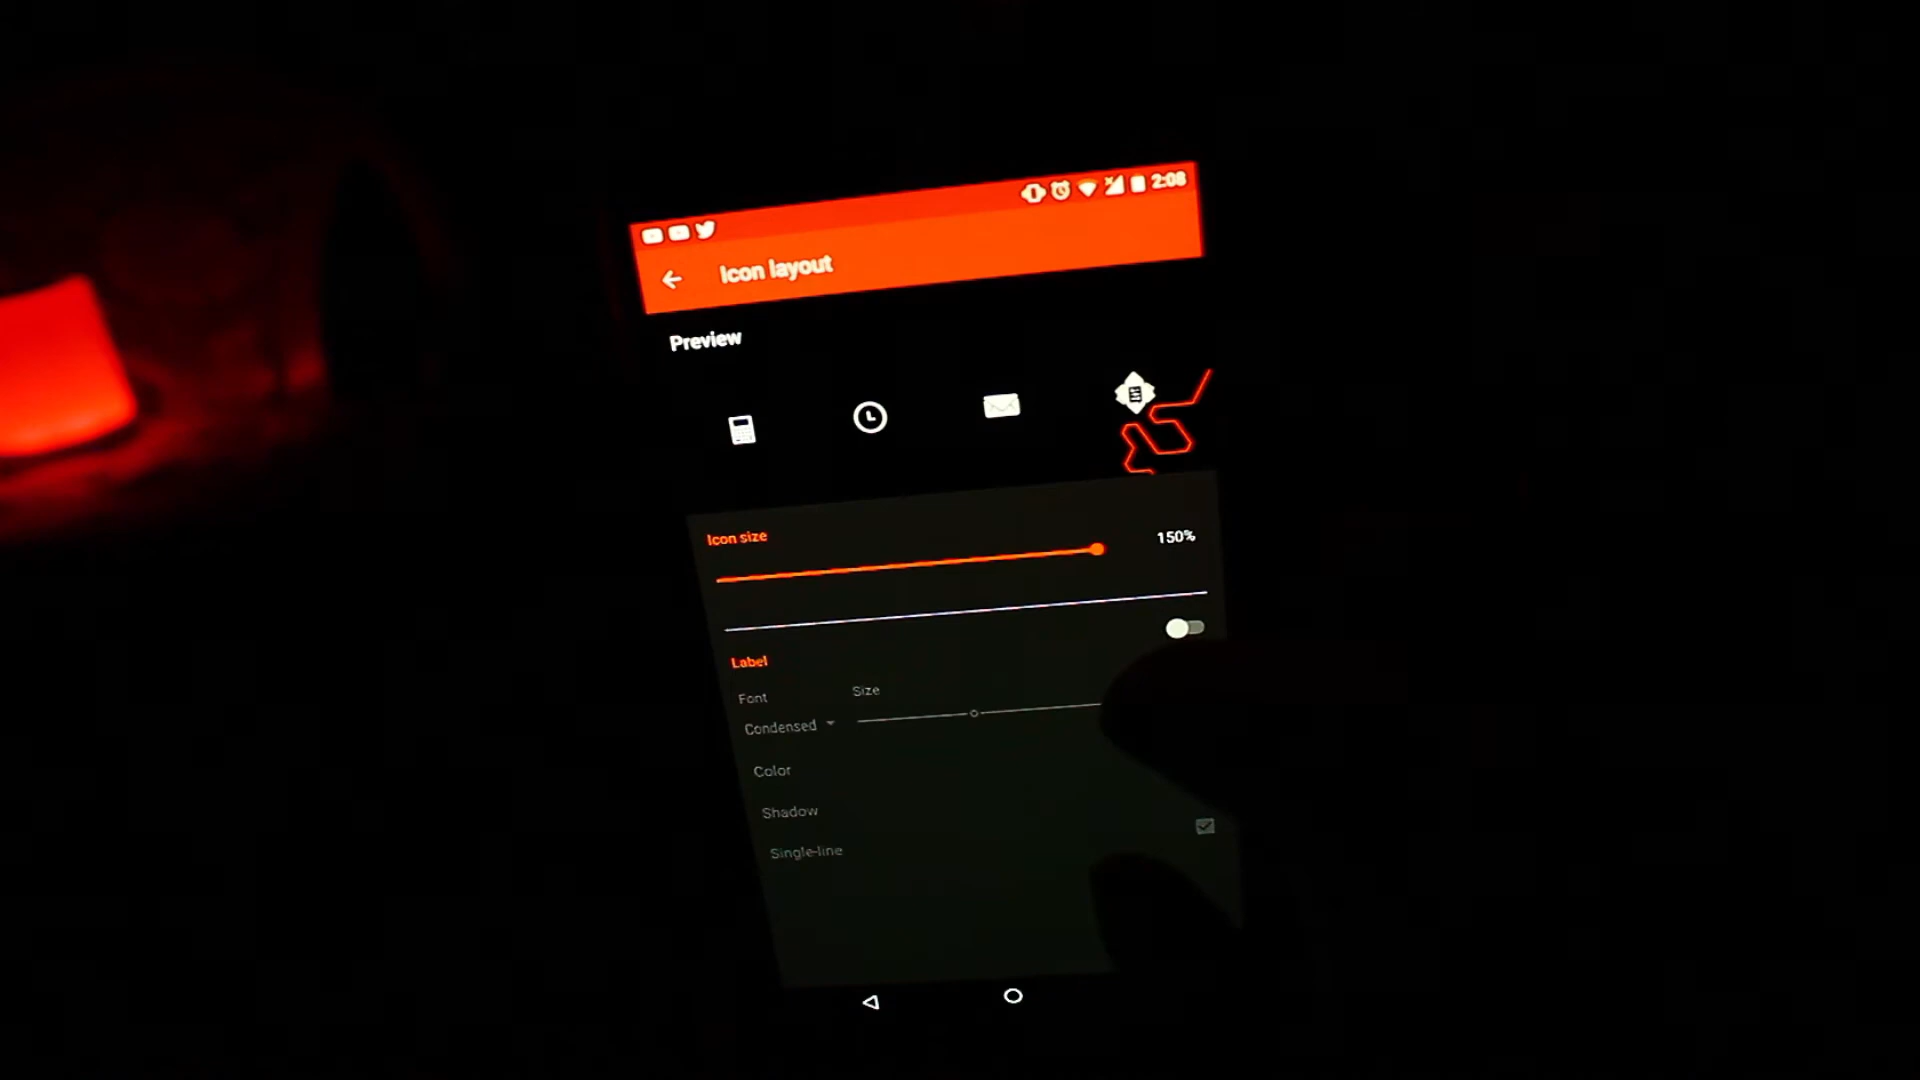 2:08
Icon layout
Preview
Icon size
150%
Label
Font
Size
Condensed
Color
Shadow
Single-line